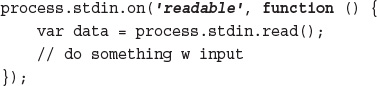 process.stdin.on('readable', function () {
    var data = process.stdin.read();
    // do something w input
});